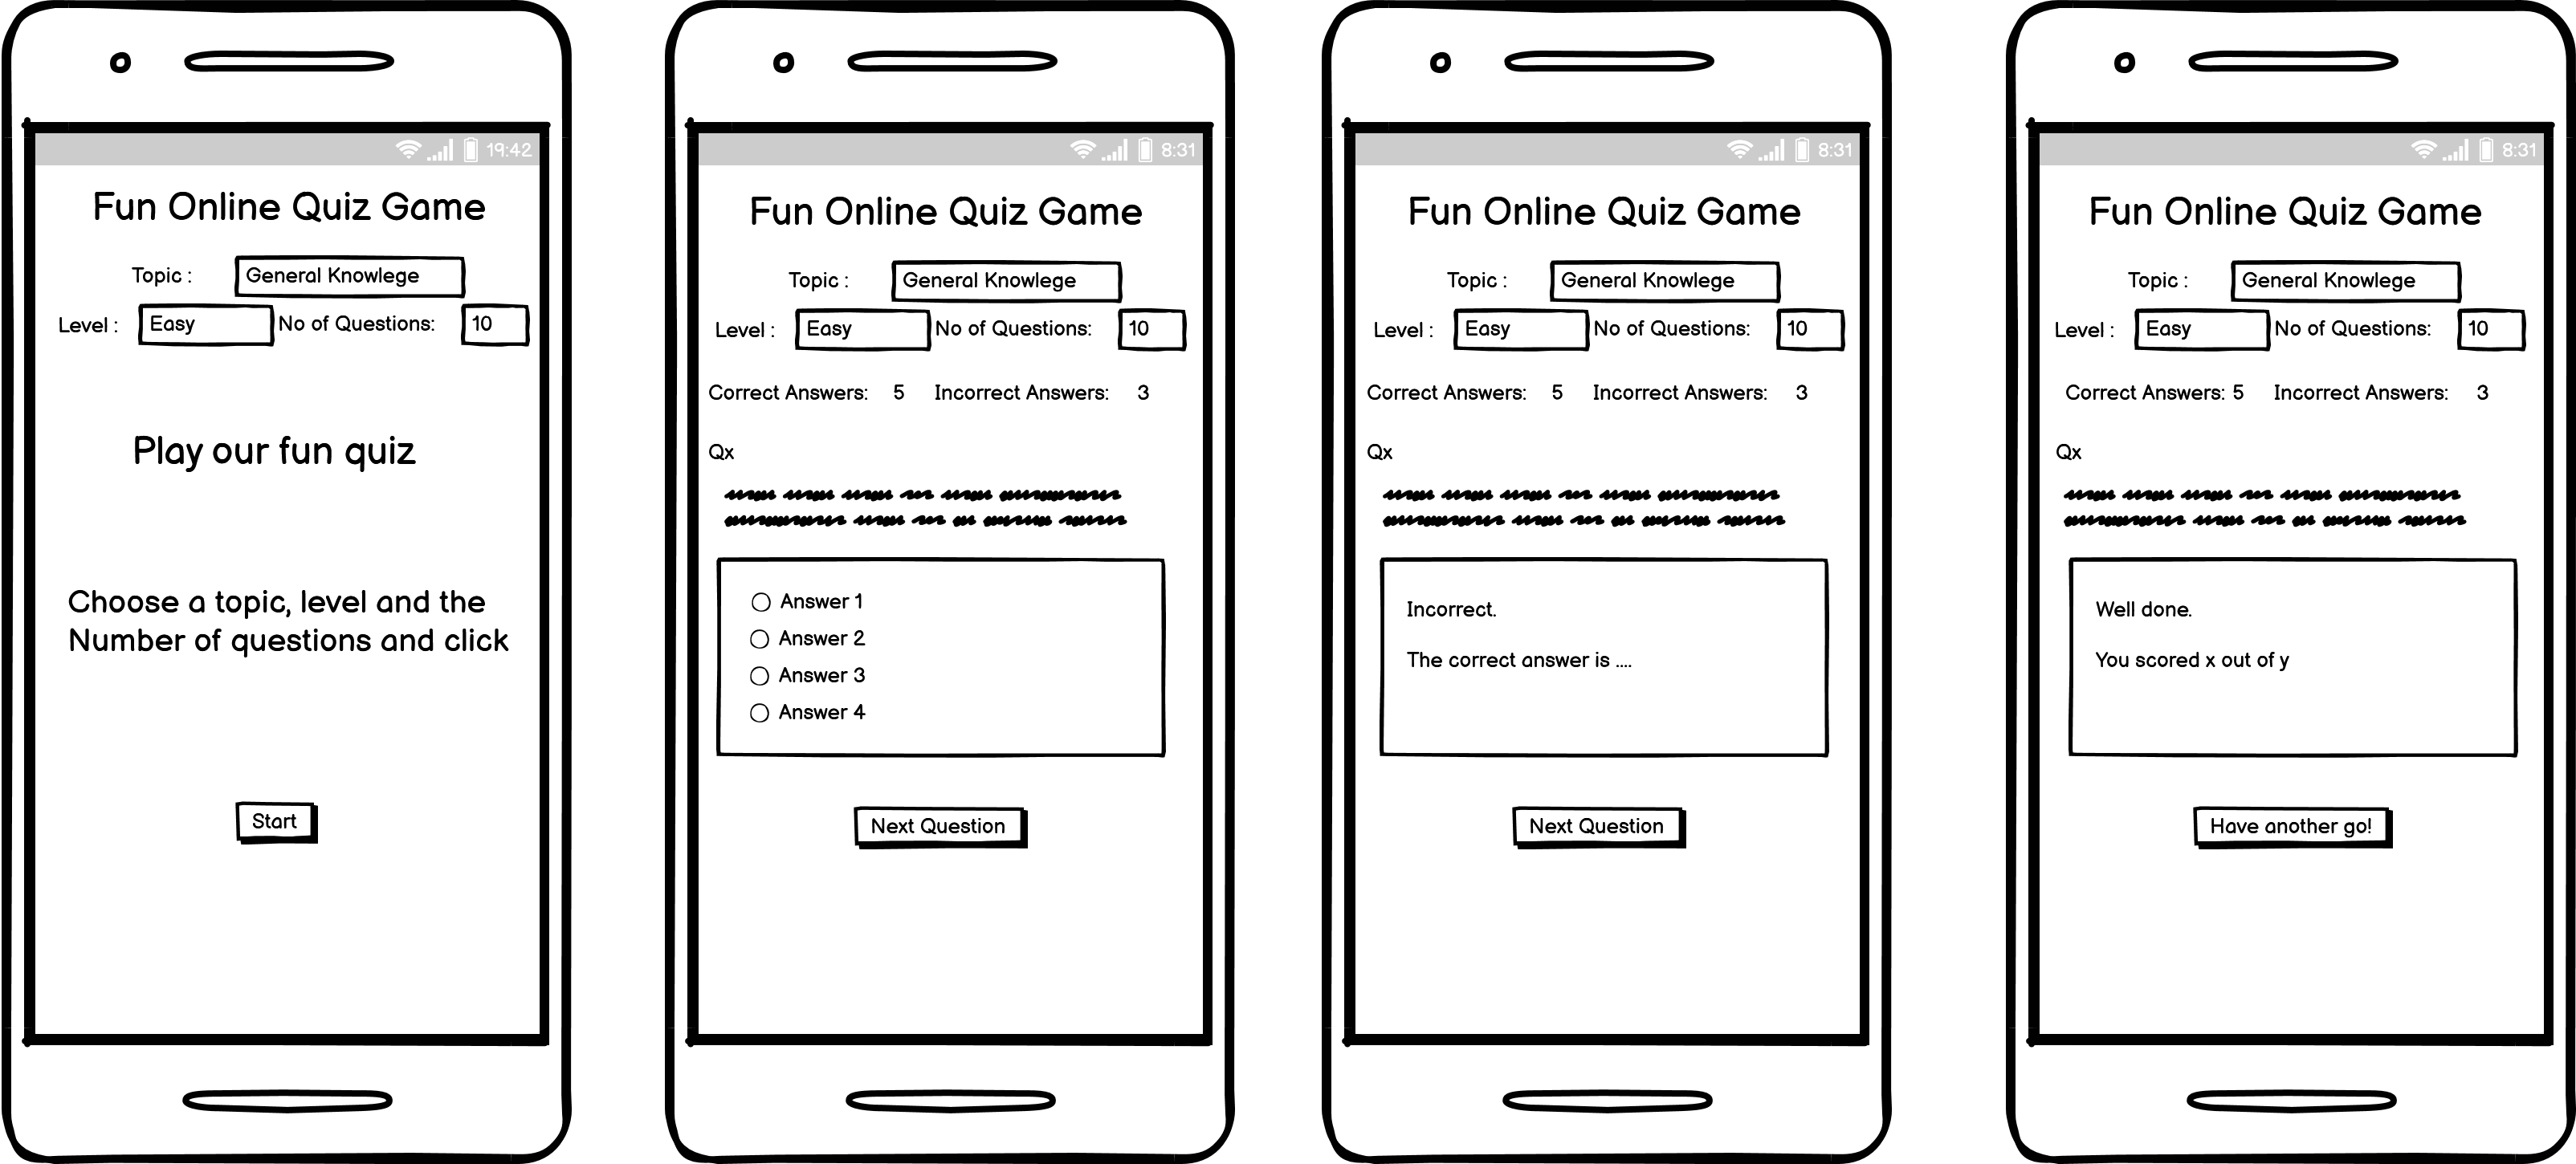 19:42
Fun Online Quiz Game
Topic : General Knowlege
Level : Easy No of Questions: 10
Play our fun quiz
Choose a topic, level and the
Number of questions and click
Start
8:31
Fun Online Quiz Game
Topic : General Knowlege
Level : Easy No of Questions: 10
Correct Answers: 5 Incorrect Answers: 3
Qx
Answer 1
Answer 2
Answer 3
Answer 4
Next Question
8:31
Fun Online Quiz Game
Topic : General Knowlege
Level : Easy No of Questions: 10
Correct Answers: 5 Incorrect Answers: 3
Qx
Incorrect.
The correct answer is ....
Next Question
8:31
Fun Online Quiz Game
Topic : General Knowlege
Level : Easy No of Questions: 10
Correct Answers: 5 Incorrect Answers: 3
Qx
Well done.
You scored x out of y
Have another go!